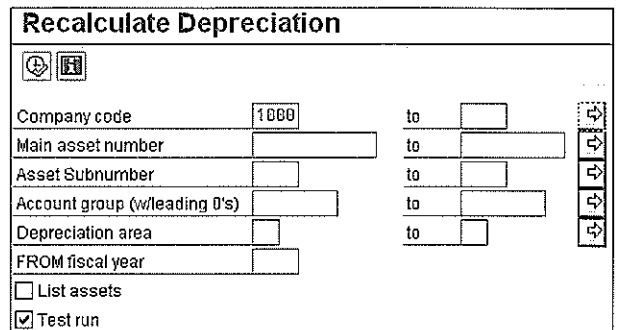 Recalculate Depreciation
Company code 1000 to
Main asset number to
Asset Subnumber to
Account group (w/leading 0's) to
Depreciation area to
FROM fiscal year
List assets
Test run